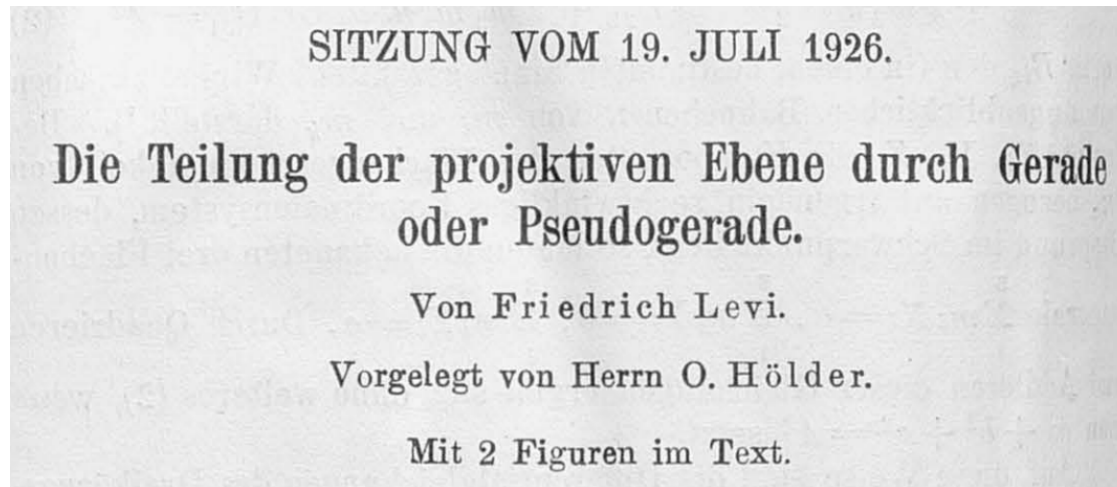 SITZUNG VOM 19. JULI 1926.
Die Teilung der projektiven Ebene durch Gerade
oder Pseudogerade.
Von Friedrich Levi.
Vorgelegt von Herrn O. Hölder.
Mit 2 Figuren im Text.